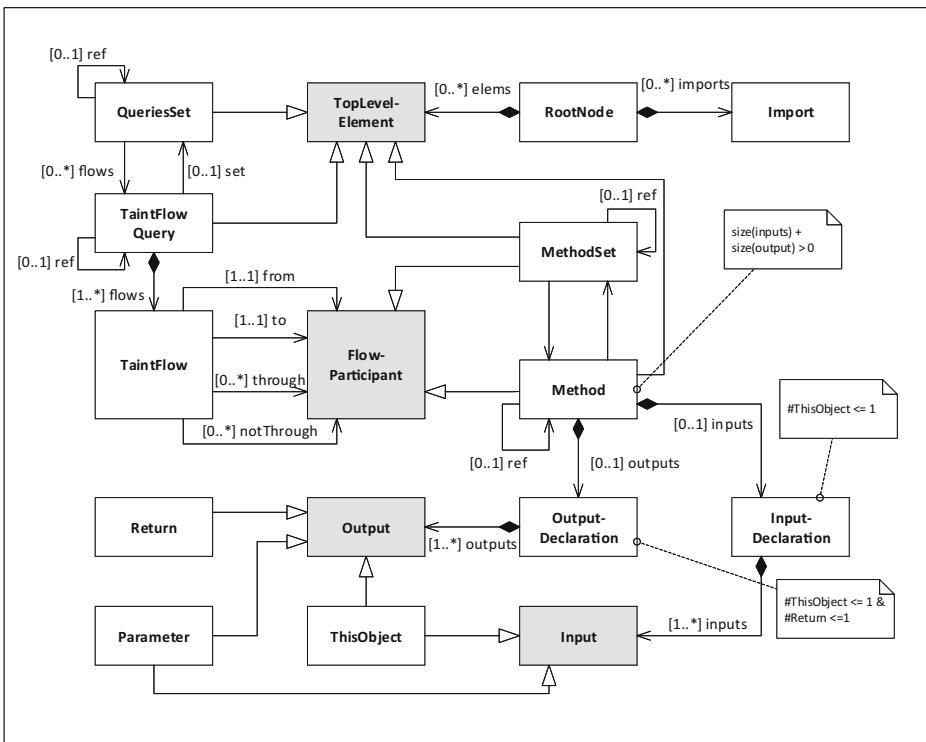 [0..1] ref
QueriesSet
TopLevel-
Element
[0..*] elems
RootNode
[0..*] imports
Import
[0..*] flows
[0..1] set
TaintFlow
Query
[0..1] ref
[0..1] ref
MethodSet
size(inputs) +
size(output) > 0
[1..*] flows
[1..1] from
[1..1] to
TaintFlow
Flow-
Participant
[0..*] through
[0..*] notThrough
Method
#ThisObject <= 1
[0..1] inputs
[0..1] ref
[0..1] outputs
Return
Output
[1..*] outputs
Output-
Declaration
Input-
Declaration
#ThisObject <= 1 &
#Return <=1
Parameter
ThisObject
Input
[1..*] inputs